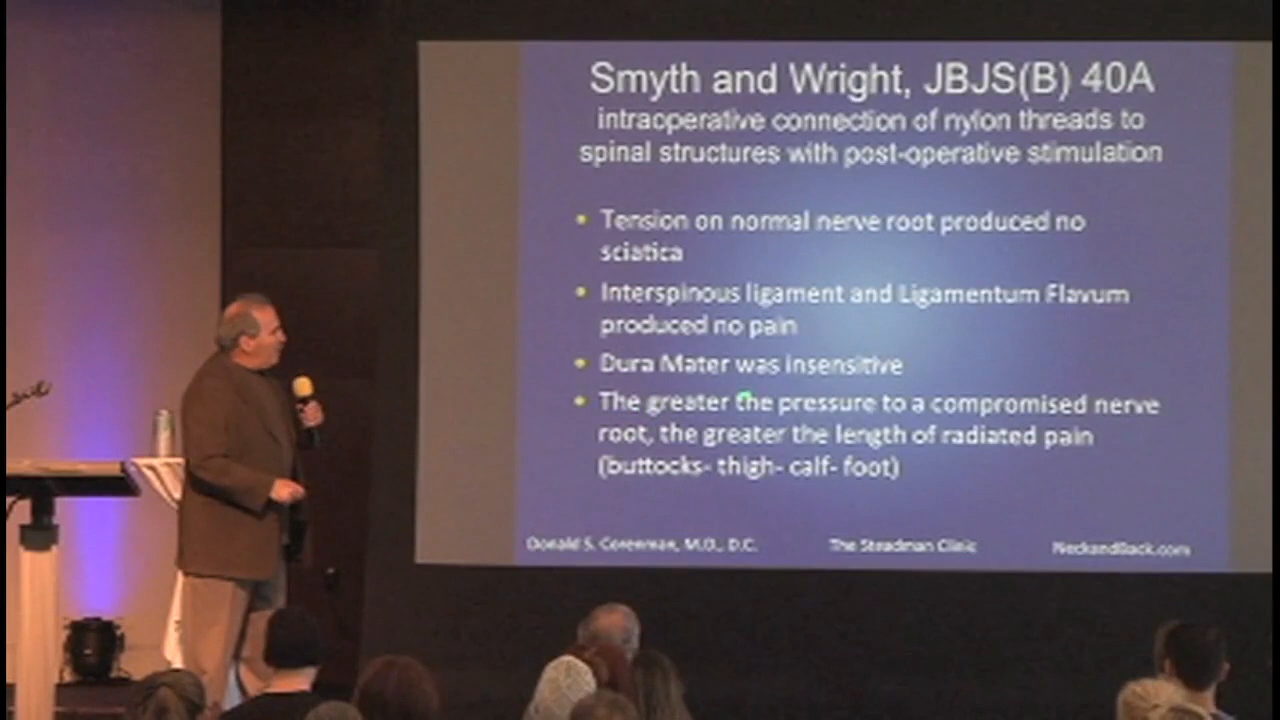 Smyth and Wright, JBJS(B) 40A
intraoperative connection of nylon threads to
spinal structures with post-operative stimulation
• Tension on normal nerve root produced no
sciatica
• Interspinous ligament and Ligamentum Flavum
produced no pain
• Dura Mater was insensitive
• The greater the pressure to a compromised nerve
root, the greater the length of radiated pain
(buttocks- thigh- calf- foot)
Donald S. Corenman, M.D., D.C. The Steadman Clinic NeckandBack.com